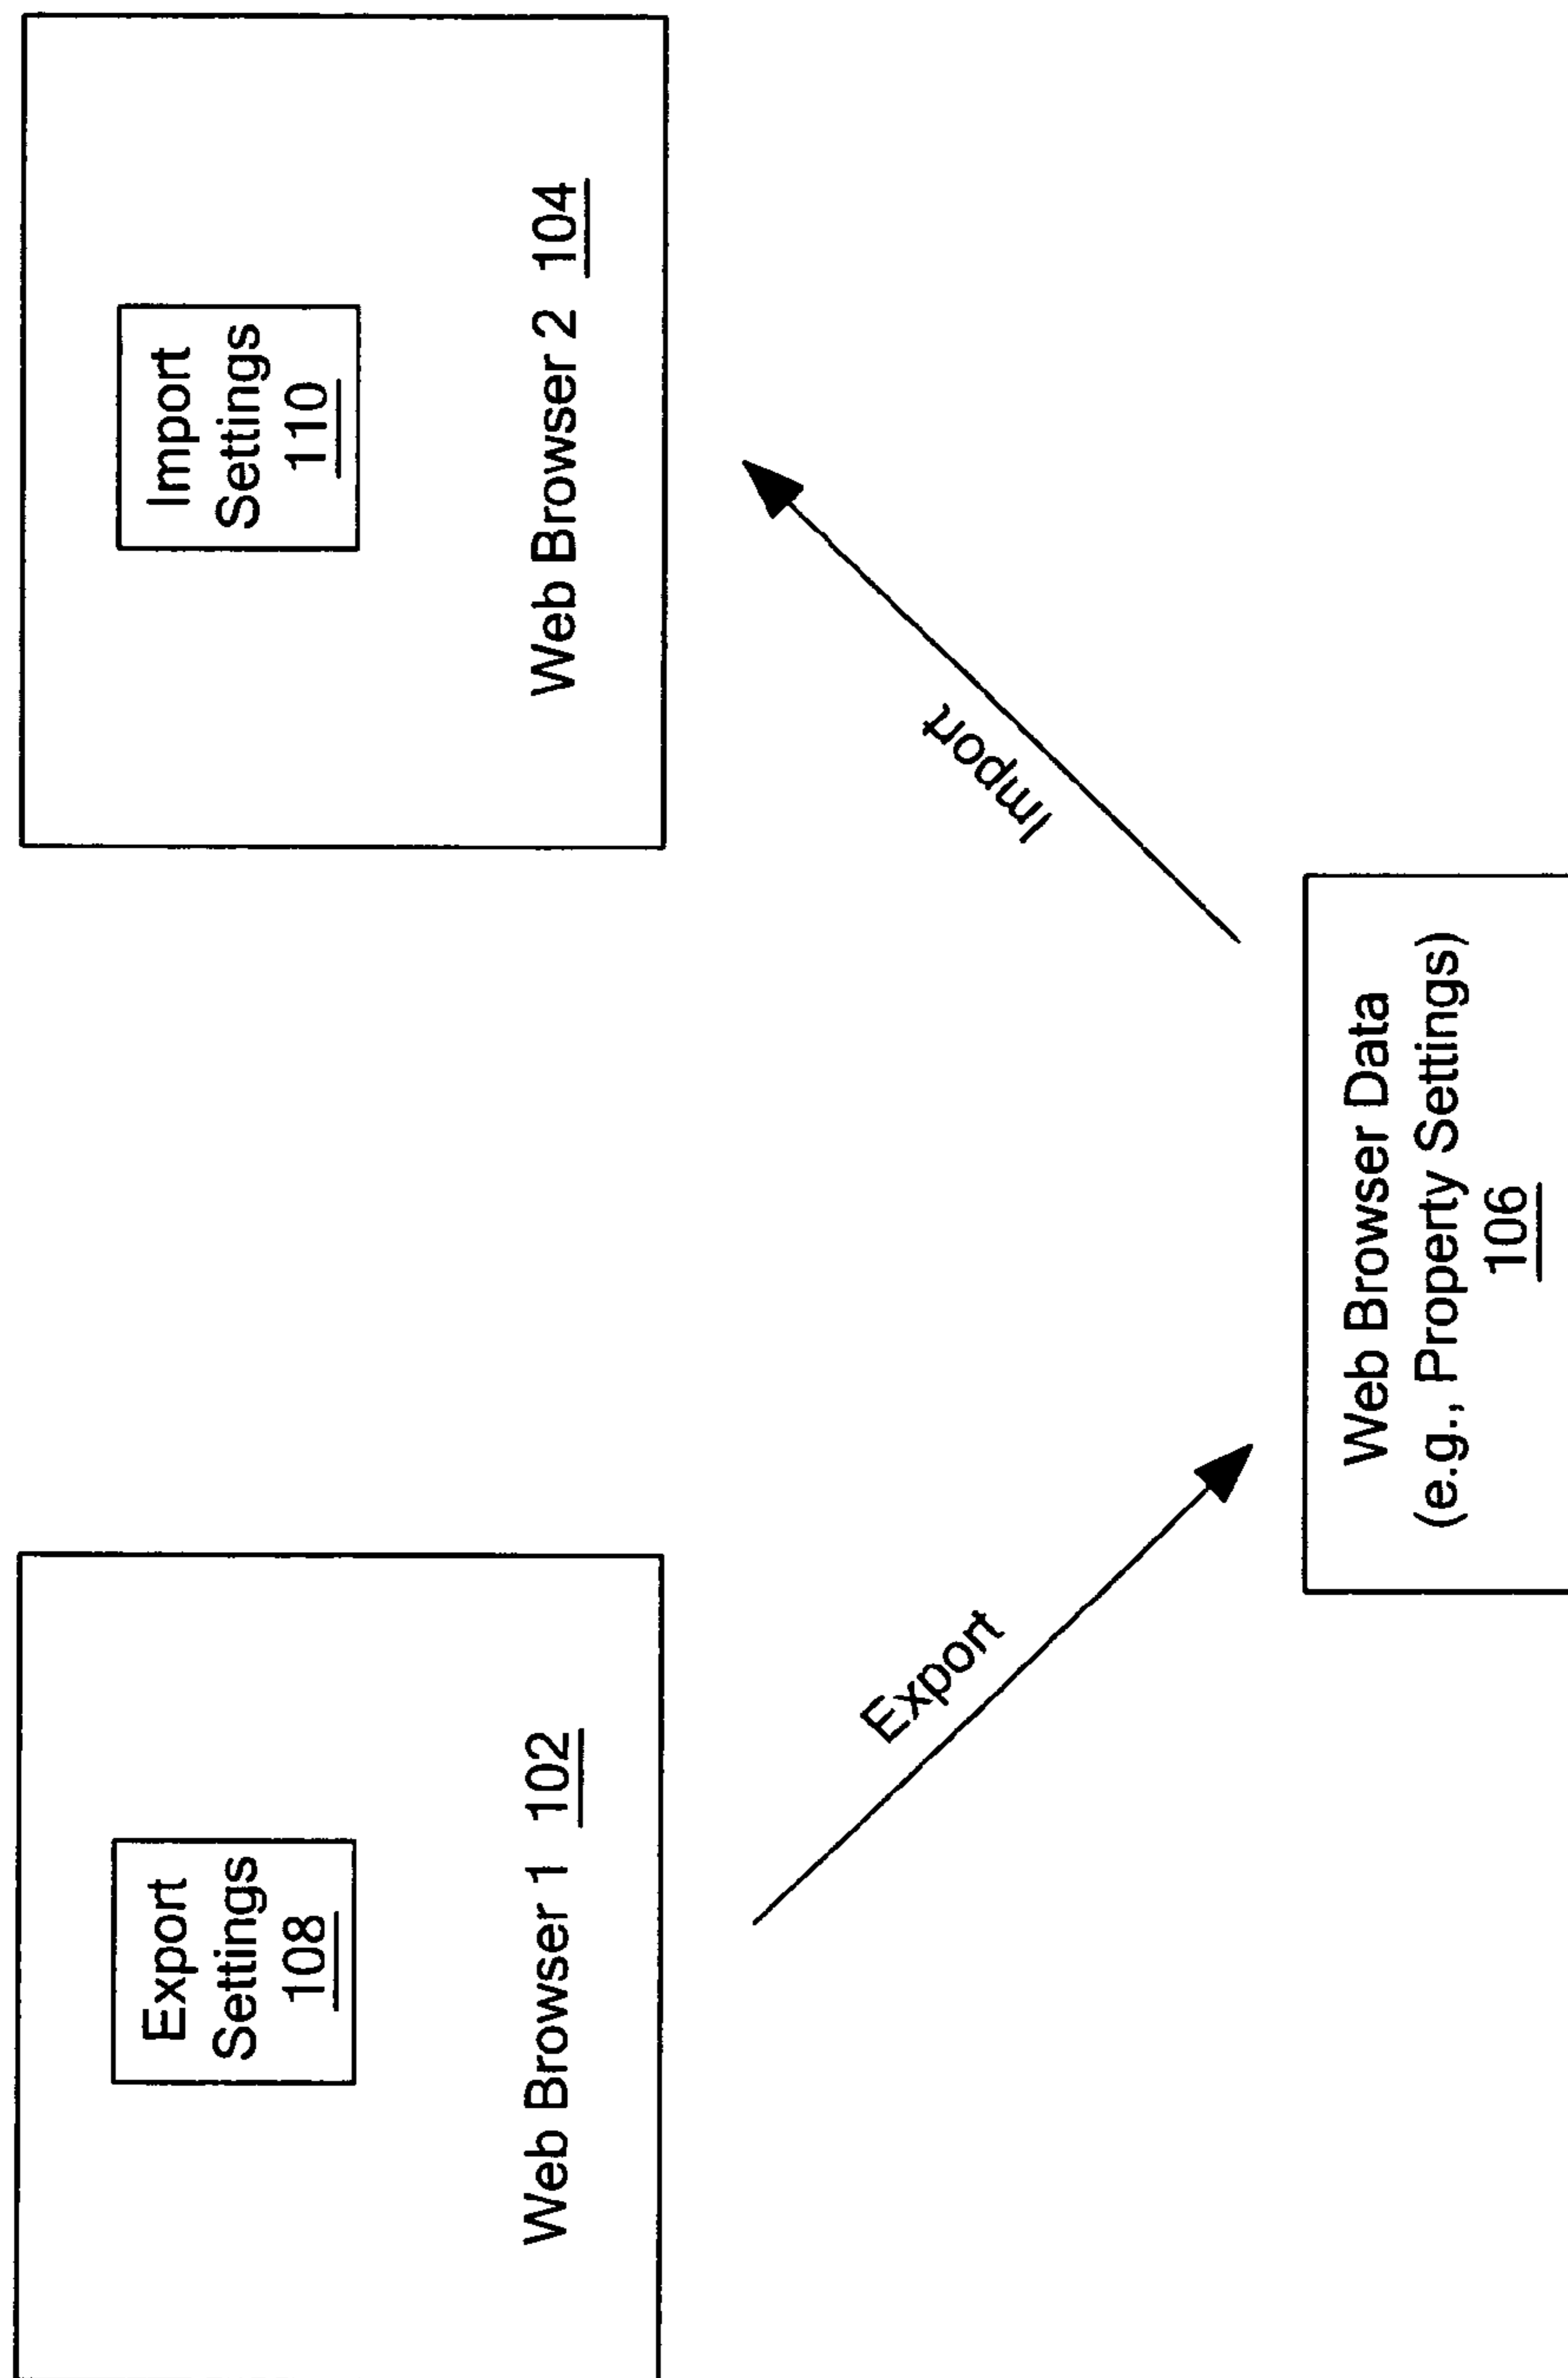 Export
Settings
108
Web Browser 1 102
Import
Settings
110
Web Browser 2 104
Export
Import
Web Browser Data
(e.g., Property Settings)
106